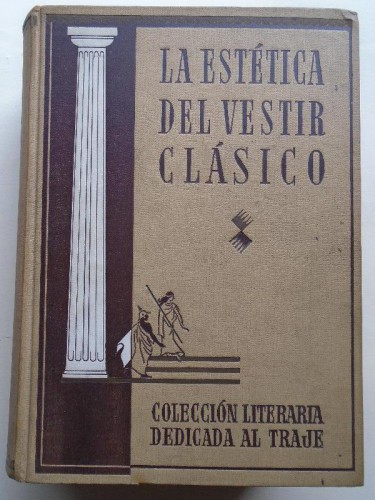 LA ESTÉTICA
DEL VESTIR
CLÁSICO
COLECCIÓN LITERARIA
DEDICADA AL TRAJE